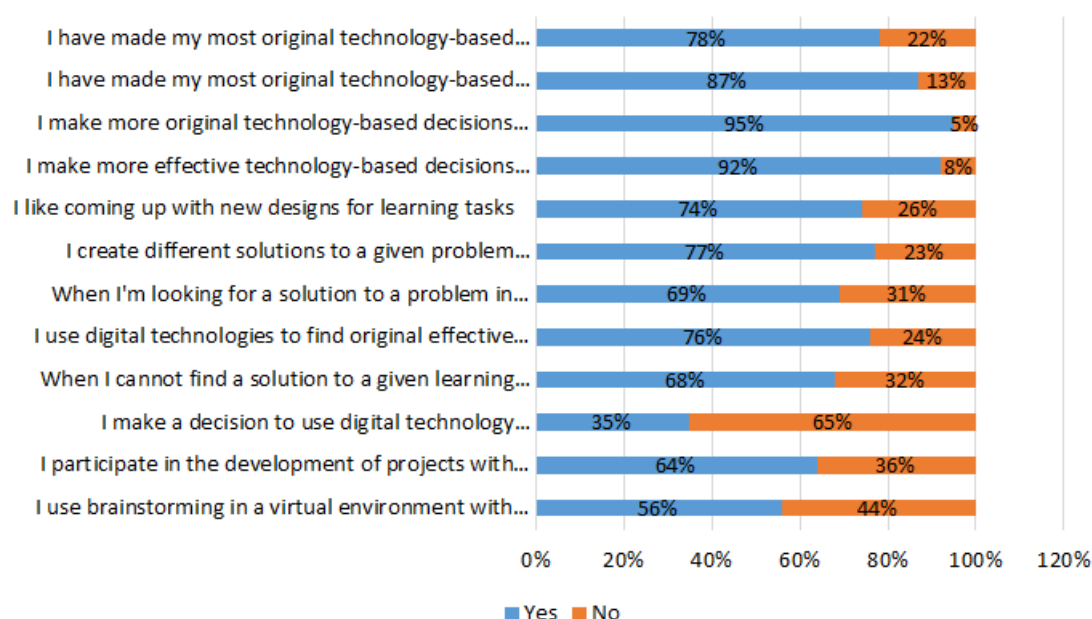 I have made my most original technology-based... 78% 22%
I have made my most original technology-based... 87% 13%
I make more original technology-based decisions... 95% 5%
I make more effective technology-based decisions... 92% 8%
I like coming up with new designs for learning tasks 74% 26%
I create different solutions to a given problem... 77% 23%
When I'm looking for a solution to a problem in... 69% 31%
I use digital technologies to find original effective... 76% 24%
When I cannot find a solution to a given learning... 68% 32%
I make a decision to use digital technology... 35% 65%
I participate in the development of projects with... 64% 36%
I use brainstorming in a virtual environment with... 56% 44%
0% 20% 40% 60% 80% 100% 120%
Yes No